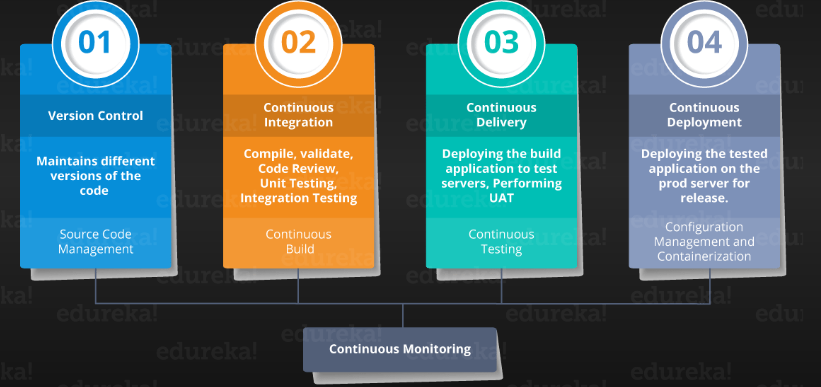 01
Version Control
Maintains different
versions of the
code
Source Code
Management
02
Continuous
Integration
Compile, validate,
Code Review,
Unit Testing,
Integration Testing
Continuous
Build
03
Continuous
Delivery
Deploying the build
application to test
servers, Performing
UAT
Continuous
Testing
04
Continuous
Deployment
Deploying the tested
application on the
prod server for
release.
Configuration
Management and
Containerization
Continuous Monitoring
edureka!